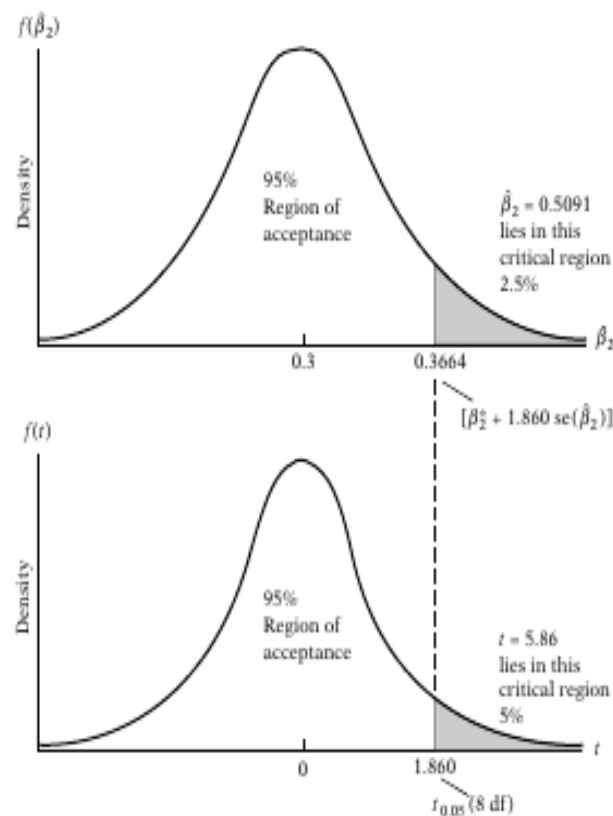 f(β̂₂)
Density
95%
Region of
acceptance
β̂₂ = 0.5091
lies in this
critical region
2.5%
β̂₂
0.3
0.3664
[β₂* + 1.860 se(β̂₂)]
f(t)
Density
95%
Region of
acceptance
t = 5.86
lies in this
critical region
5%
t
0
1.860
t₀.₀₅ (8 df)